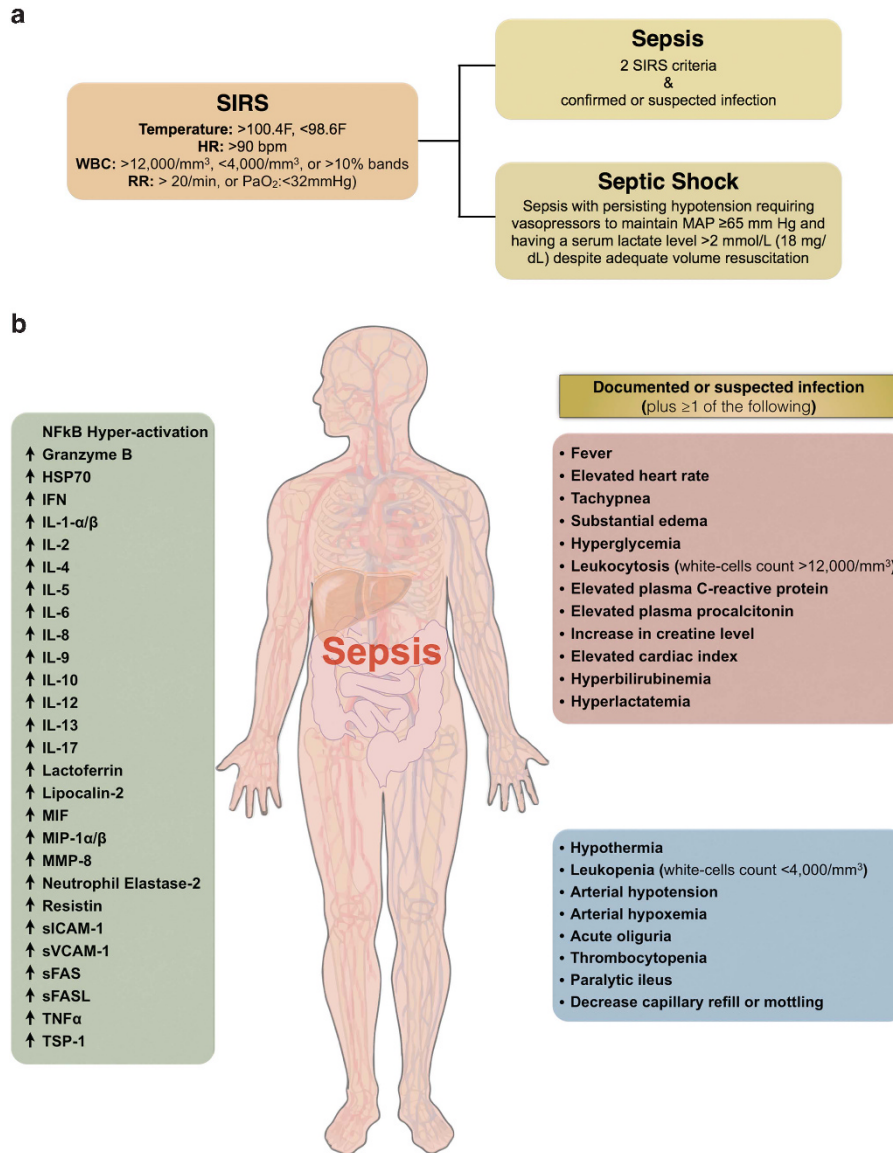 a
SIRS
Temperature: >100.4F, <98.6F
HR: >90 bpm
WBC: >12,000/mm³, <4,000/mm³, or >10% bands
RR: > 20/min, or PaO₂:<32mmHg)
Sepsis
2 SIRS criteria
&
confirmed or suspected infection
Septic Shock
Sepsis with persisting hypotension requiring
vasopressors to maintain MAP ≥65 mm Hg and
having a serum lactate level >2 mmol/L (18 mg/
dL) despite adequate volume resuscitation
b
NFkB Hyper-activation
↑ Granzyme B
↑ HSP70
↑ IFN
↑ IL-1-α/β
↑ IL-2
↑ IL-4
↑ IL-5
↑ IL-6
↑ IL-8
↑ IL-9
↑ IL-10
↑ IL-12
↑ IL-13
↑ IL-17
↑ Lactoferrin
↑ Lipocalin-2
↑ MIF
↑ MIP-1α/β
↑ MMP-8
↑ Neutrophil Elastase-2
↑ Resistin
↑ sICAM-1
↑ sVCAM-1
↑ sFAS
↑ sFASL
↑ TNFα
↑ TSP-1
Sepsis
Documented or suspected infection
(plus ≥1 of the following)
• Fever
• Elevated heart rate
• Tachypnea
• Substantial edema
• Hyperglycemia
• Leukocytosis (white-cells count >12,000/mm³)
• Elevated plasma C-reactive protein
• Elevated plasma procalcitonin
• Increase in creatine level
• Elevated cardiac index
• Hyperbilirubinemia
• Hyperlactatemia
• Hypothermia
• Leukopenia (white-cells count <4,000/mm³)
• Arterial hypotension
• Arterial hypoxemia
• Acute oliguria
• Thrombocytopenia
• Paralytic ileus
• Decrease capillary refill or mottling